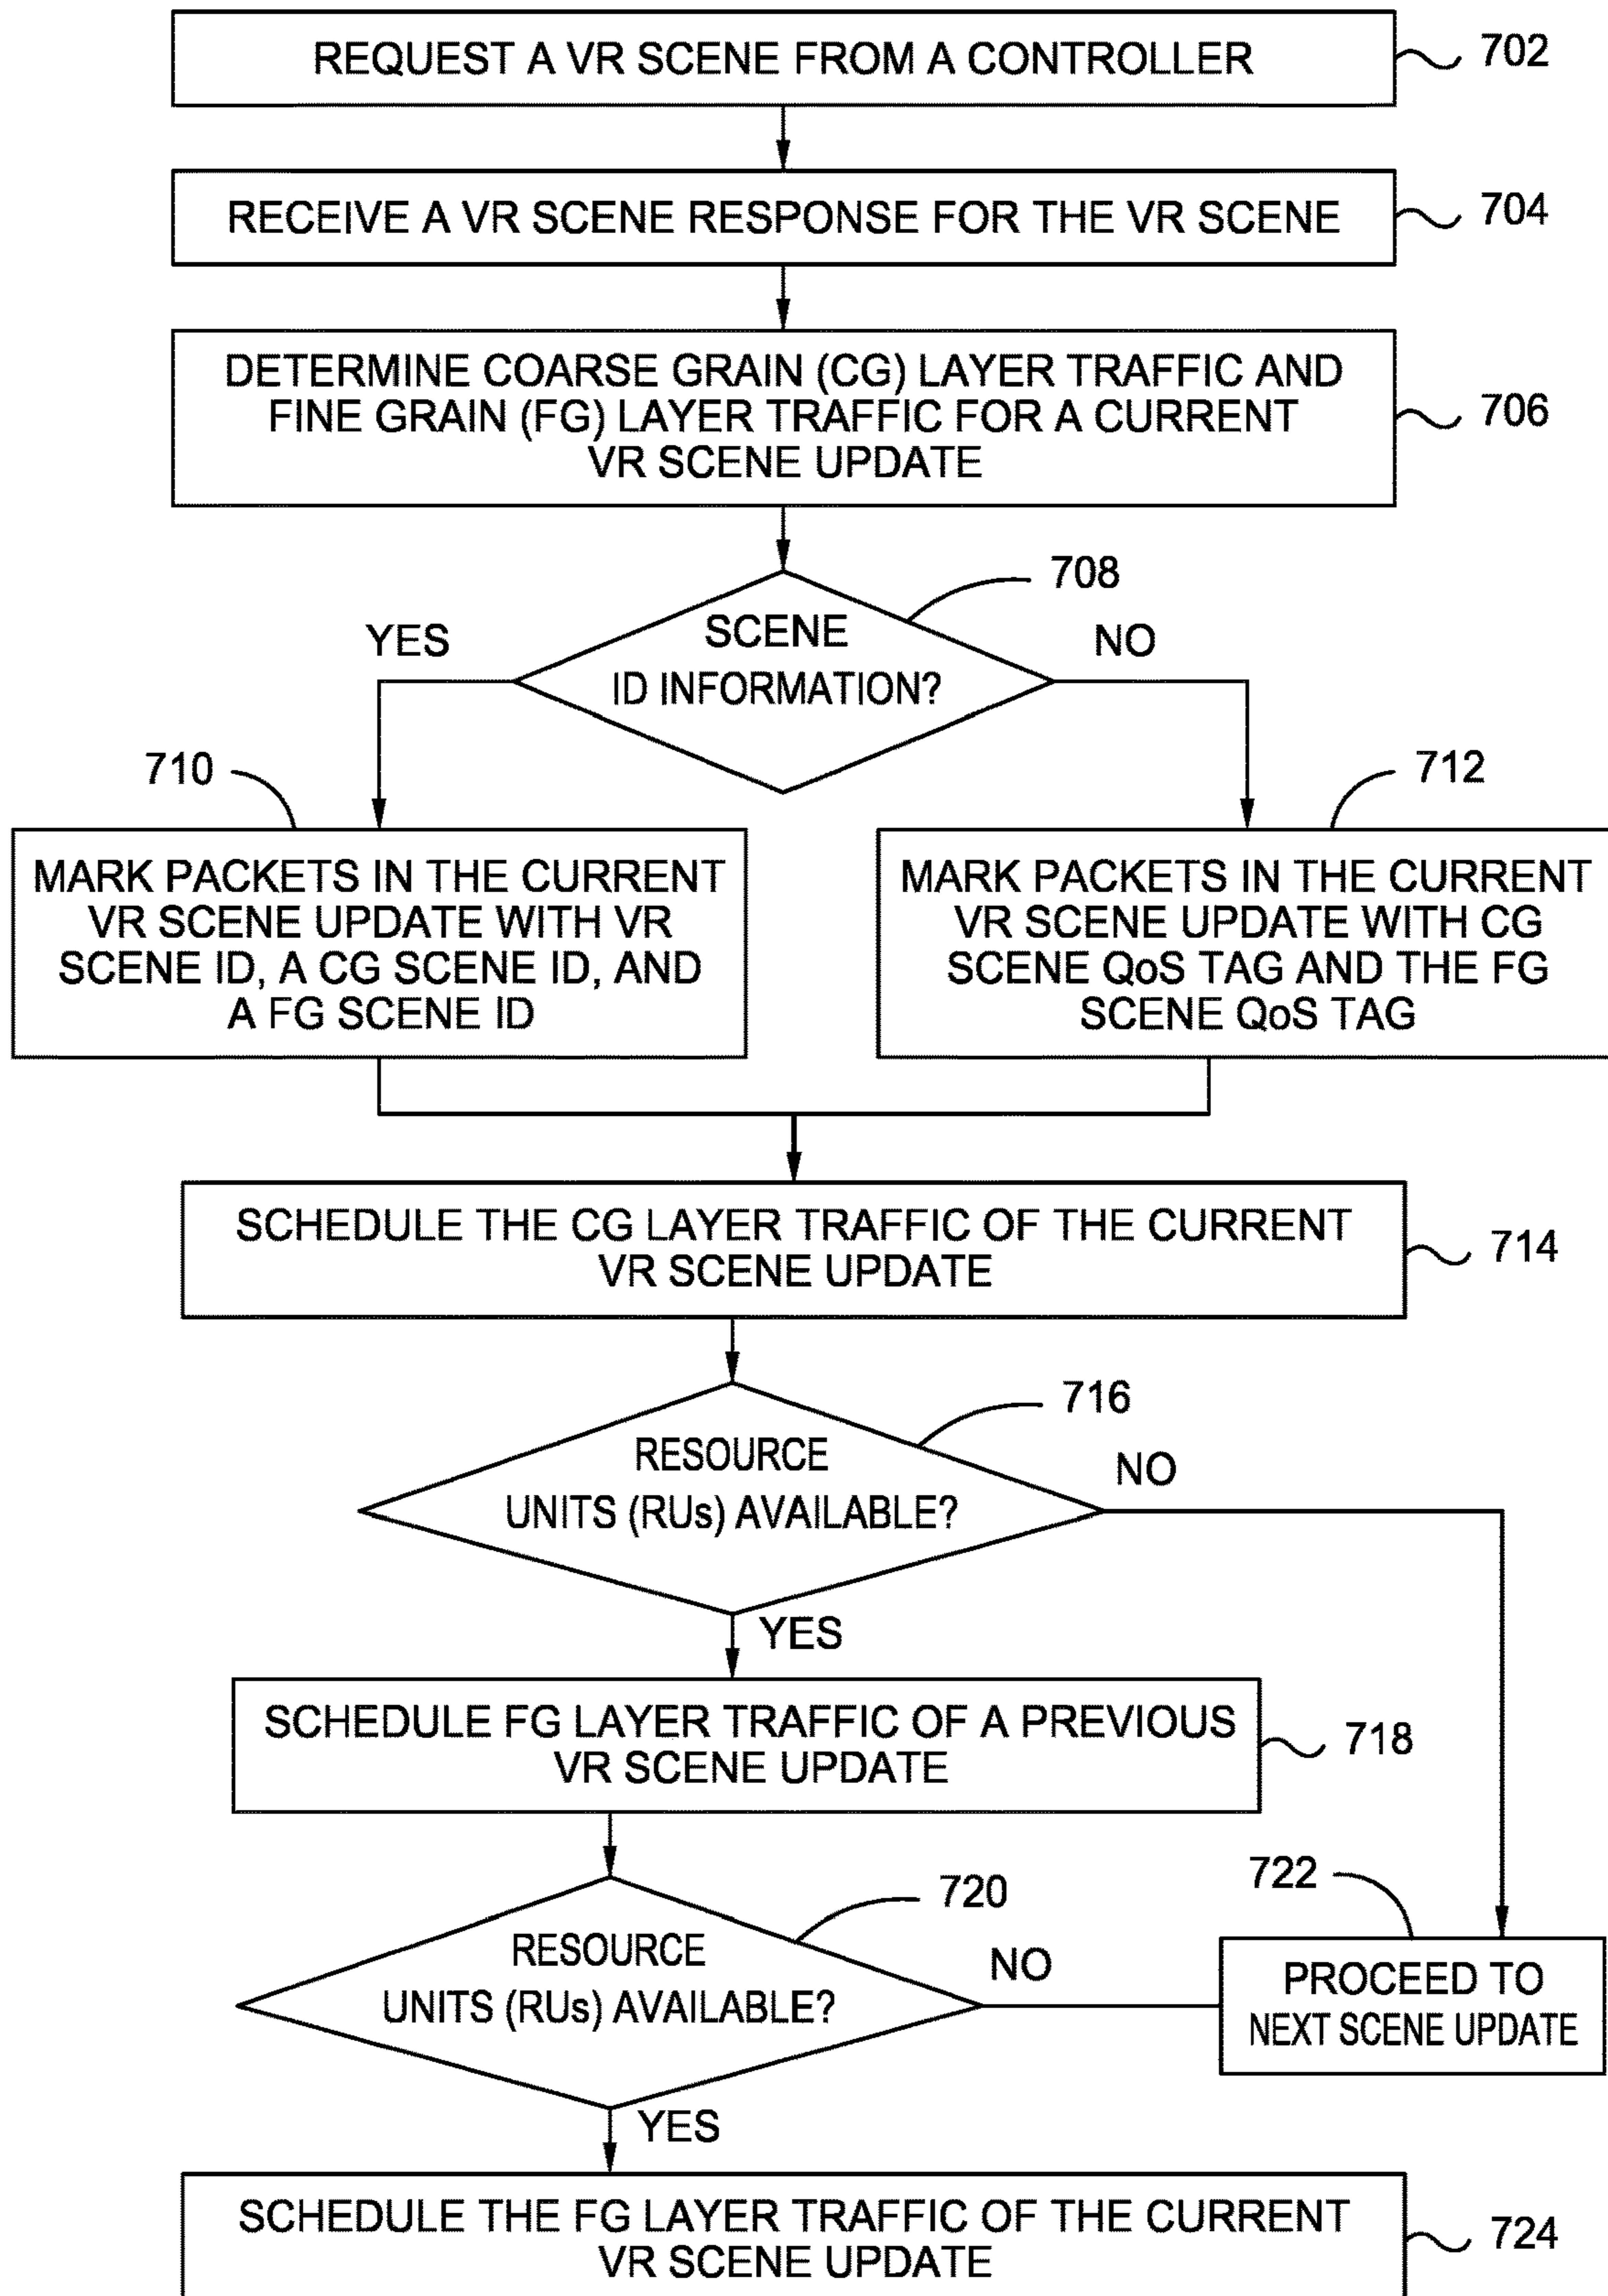 REQUEST A VR SCENE FROM A CONTROLLER
702
RECEIVE A VR SCENE RESPONSE FOR THE VR SCENE
704
DETERMINE COARSE GRAIN (CG) LAYER TRAFFIC AND
FINE GRAIN (FG) LAYER TRAFFIC FOR A CURRENT
VR SCENE UPDATE
706
708
SCENE
ID INFORMATION?
YES
NO
710
MARK PACKETS IN THE CURRENT
VR SCENE UPDATE WITH VR
SCENE ID, A CG SCENE ID, AND
A FG SCENE ID
712
MARK PACKETS IN THE CURRENT
VR SCENE UPDATE WITH CG
SCENE QoS TAG AND THE FG
SCENE QoS TAG
SCHEDULE THE CG LAYER TRAFFIC OF THE CURRENT
VR SCENE UPDATE
714
716
RESOURCE
UNITS (RUs) AVAILABLE?
NO
YES
SCHEDULE FG LAYER TRAFFIC OF A PREVIOUS
VR SCENE UPDATE
718
720
RESOURCE
UNITS (RUs) AVAILABLE?
NO
722
PROCEED TO
NEXT SCENE UPDATE
YES
SCHEDULE THE FG LAYER TRAFFIC OF THE CURRENT
VR SCENE UPDATE
724